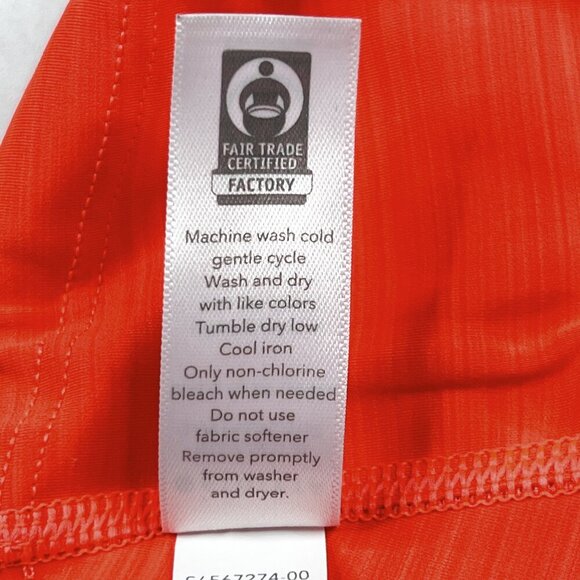 FAIR TRADE
CERTIFIED
FACTORY
Machine wash cold
gentle cycle
Wash and dry
with like colors
Tumble dry low
Cool iron
Only non-chlorine
bleach when needed
Do not use
fabric softener
Remove promptly
from washer
and dryer.